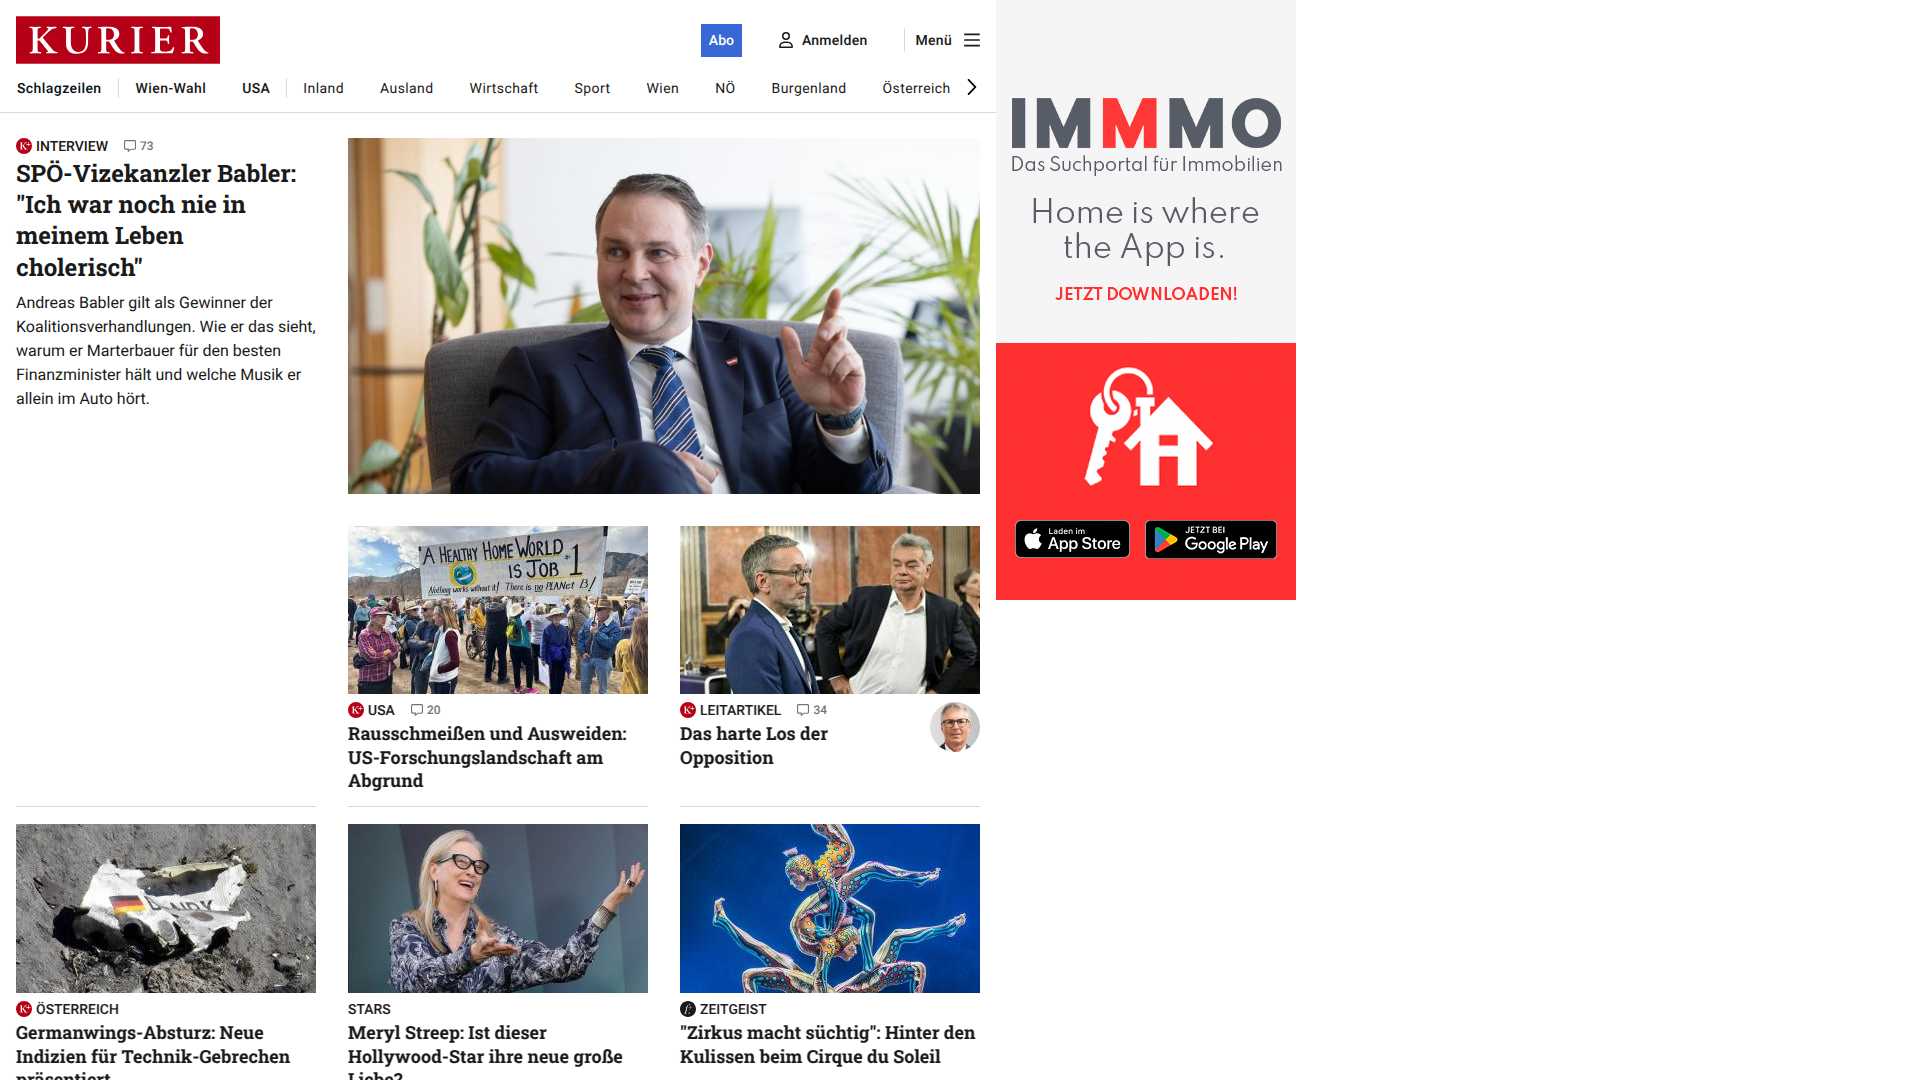 KURIER
Abo
Anmelden
Menü
Schlagzeilen
Wien-Wahl
USA
Inland
Ausland
Wirtschaft
Sport
Wien
NÖ
Burgenland
Österreich
INTERVIEW 73
SPÖ-Vizekanzler Babler:
"Ich war noch nie in
meinem Leben
cholerisch"
Andreas Babler gilt als Gewinner der
Koalitionsverhandlungen. Wie er das sieht,
warum er Marterbauer für den besten
Finanzminister hält und welche Musik er
allein im Auto hört.
"A HEALTHY HOME WORLD
IS JOB #1
Nothing works without it! There is no PLANet B!
K+ USA 20
Rausschmeißen und Ausweiden:
US-Forschungslandschaft am
Abgrund
K+ LEITARTIKEL 34
Das harte Los der
Opposition
K+ ÖSTERREICH
Germanwings-Absturz: Neue
Indizien für Technik-Gebrechen
präsentiert
STARS
Meryl Streep: Ist dieser
Hollywood-Star ihre neue große
Liebe?
ZEITGEIST
"Zirkus macht süchtig": Hinter den
Kulissen beim Cirque du Soleil
IMMMO
Das Suchportal für Immobilien
Home is where
the App is.
JETZT DOWNLOADEN!
Laden im
App Store
JETZT BEI
Google Play